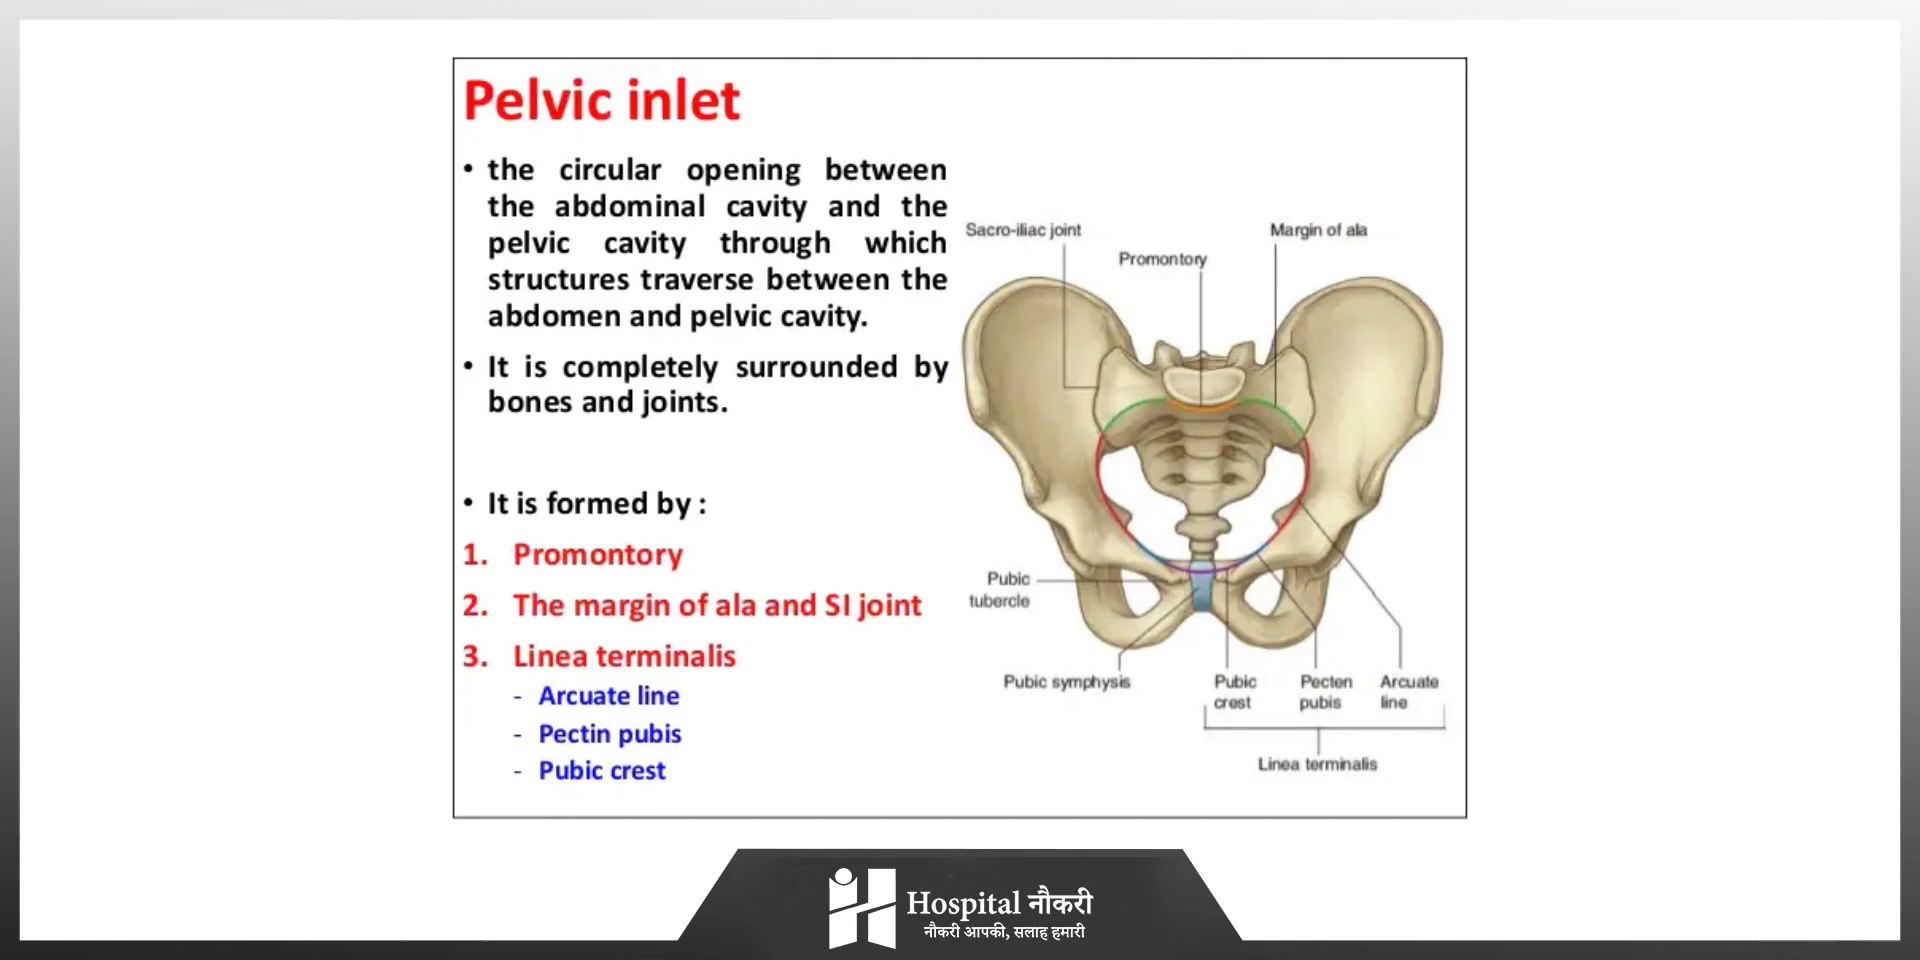 Pelvic inlet
• the circular opening between
the abdominal cavity and the
pelvic cavity through which
structures traverse between the
abdomen and pelvic cavity.
• It is completely surrounded by
bones and joints.
• It is formed by :
1. Promontory
2. The margin of ala and SI joint
3. Linea terminalis
- Arcuate line
- Pectin pubis
- Pubic crest
Sacro-iliac joint
Promontory
Margin of ala
Pubic
tubercle
Pubic symphysis
Pubic
crest
Pecten
pubis
Arcuate
line
Linea terminalis
Hospital नौकरी
नौकरी आपकी, सलाह हमारी